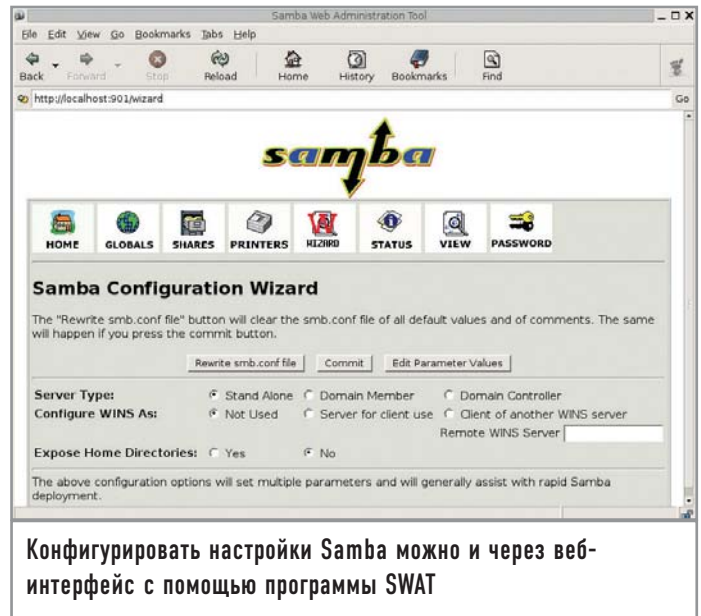 Samba Web Administration Tool
File Edit View Go Bookmarks Tabs Help
Back Forward Stop Reload Home History Bookmarks Find
http://localhost:901/wizard Go
samba
HOME GLOBALS SHARES PRINTERS WIZARD STATUS VIEW PASSWORD
Samba Configuration Wizard
The "Rewrite smb.conf file" button will clear the smb.conf file of all default values and of comments. The same
will happen if you press the commit button.
Rewrite smb.conf file Commit Edit Parameter Values
Server Type: Stand Alone Domain Member Domain Controller
Configure WINS As: Not Used Server for client use Client of another WINS server
Remote WINS Server
Expose Home Directories: Yes No
The above configuration options will set multiple parameters and will generally assist with rapid Samba
deployment.
Конфигурировать настройки Samba можно и через веб-
интерфейс с помощью программы SWAT